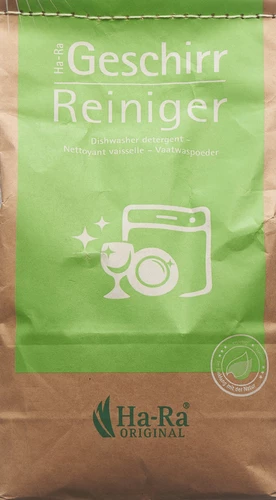 Ha-Ra
Geschirr
Reiniger
Dishwasher detergent –
Nettoyant vaisselle – Vaatwaspoeder
Ha-Ra®
ORIGINAL